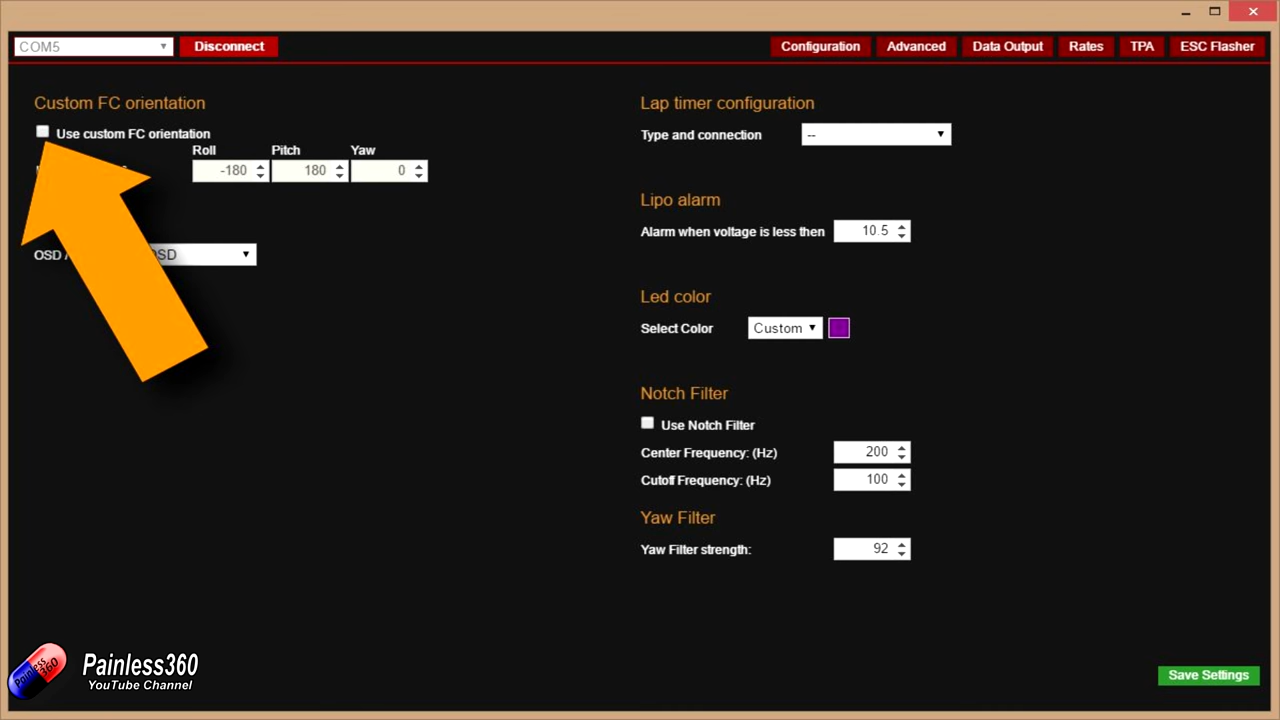 COM5
Disconnect
Configuration
Advanced
Data Output
Rates
TPA
ESC Flasher
Custom FC orientation
Use custom FC orientation
Roll Pitch Yaw
-180 180 0
OSD
Lap timer configuration
Type and connection --
Lipo alarm
Alarm when voltage is less then 10.5
Led color
Select Color Custom
Notch Filter
Use Notch Filter
Center Frequency: (Hz) 200
Cutoff Frequency: (Hz) 100
Yaw Filter
Yaw Filter strength: 92
Painless360
Painless360
YouTube Channel
Save Settings